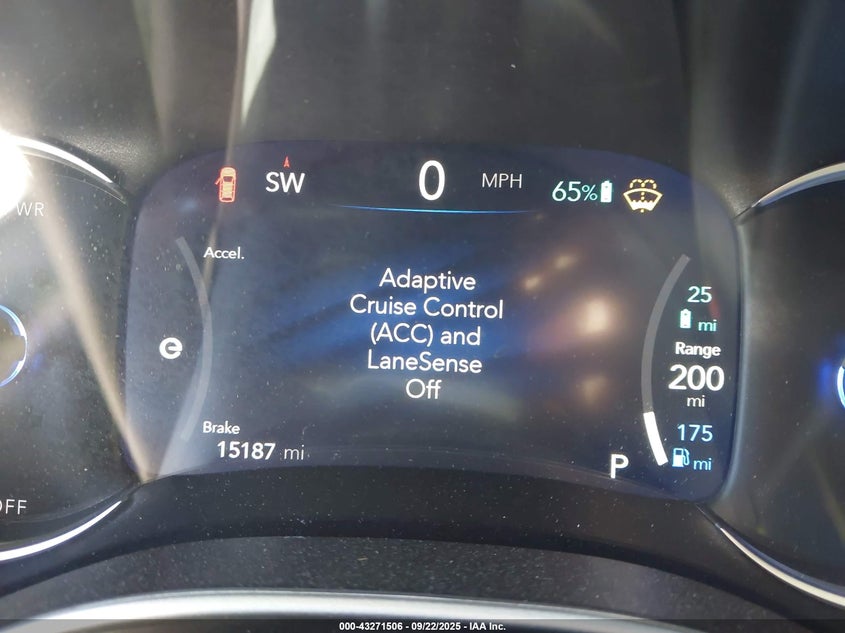 SW
0
MPH
65%
WR
Accel.
Adaptive
Cruise Control
(ACC) and
LaneSense
Off
25
mi
Range
200
mi
175
mi
Brake
15187 mi
P
OFF
000-43271506 - 09/22/2025 - IAA Inc.